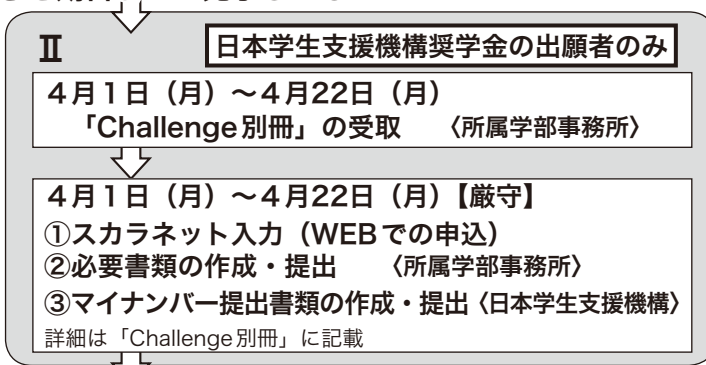 Ⅱ 日本学生支援機構奨学金の出願者のみ
４月１日（月）～４月22日（月）
「Challenge別冊」の受取 〈所属学部事務所〉
４月１日（月）～４月22日（月）【厳守】
①スカラネット入力（WEBでの申込）
②必要書類の作成・提出 〈所属学部事務所〉
③マイナンバー提出書類の作成・提出〈日本学生支援機構〉
詳細は「Challenge別冊」に記載